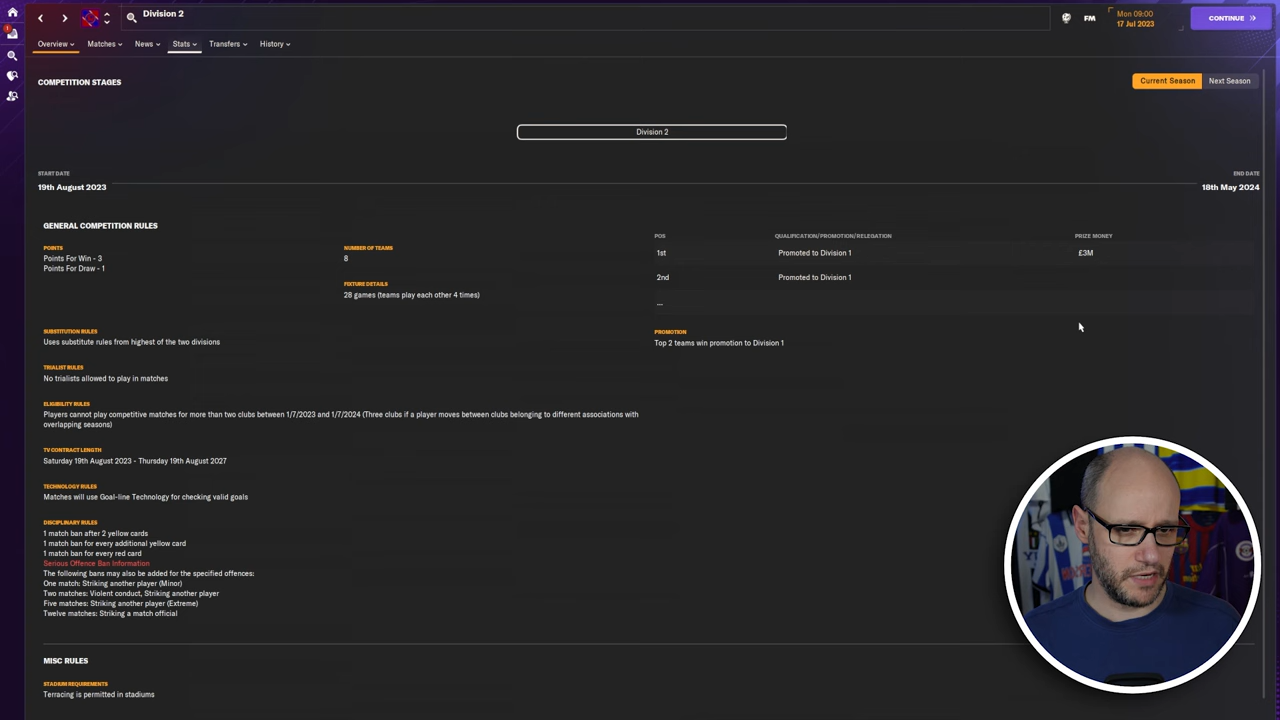 Division 2
FM
Mon 09:00
17 Jul 2023
CONTINUE
1
Overview
Matches
News
Stats
Transfers
History
COMPETITION STAGES
Current Season
Next Season
Division 2
START DATE
19th August 2023
END DATE
18th May 2024
GENERAL COMPETITION RULES
POINTS
Points For Win - 3
Points For Draw - 1
NUMBER OF TEAMS
8
FIXTURE DETAILS
28 games (teams play each other 4 times)
POS QUALIFICATION/PROMOTION/RELEGATION PRIZE MONEY
1st Promoted to Division 1 £3M
2nd Promoted to Division 1
...
PROMOTION
Top 2 teams win promotion to Division 1
SUBSTITUTION RULES
Uses substitute rules from highest of the two divisions
TRIALIST RULES
No trialists allowed to play in matches
ELIGIBILITY RULES
Players cannot play competitive matches for more than two clubs between 1/7/2023 and 1/7/2024 (Three clubs if a player moves between clubs belonging to different associations with
overlapping seasons)
TV CONTRACT LENGTH
Saturday 19th August 2023 - Thursday 19th August 2027
TECHNOLOGY RULES
Matches will use Goal-line Technology for checking valid goals
DISCIPLINARY RULES
1 match ban after 2 yellow cards
1 match ban for every additional yellow card
1 match ban for every red card
Serious Offence Ban Information
The following bans may also be added for the specified offences:
One match: Striking another player (Minor)
Two matches: Violent conduct, Striking another player
Five matches: Striking another player (Extreme)
Twelve matches: Striking a match official
MISC RULES
STADIUM REQUIREMENTS
Terracing is permitted in stadiums